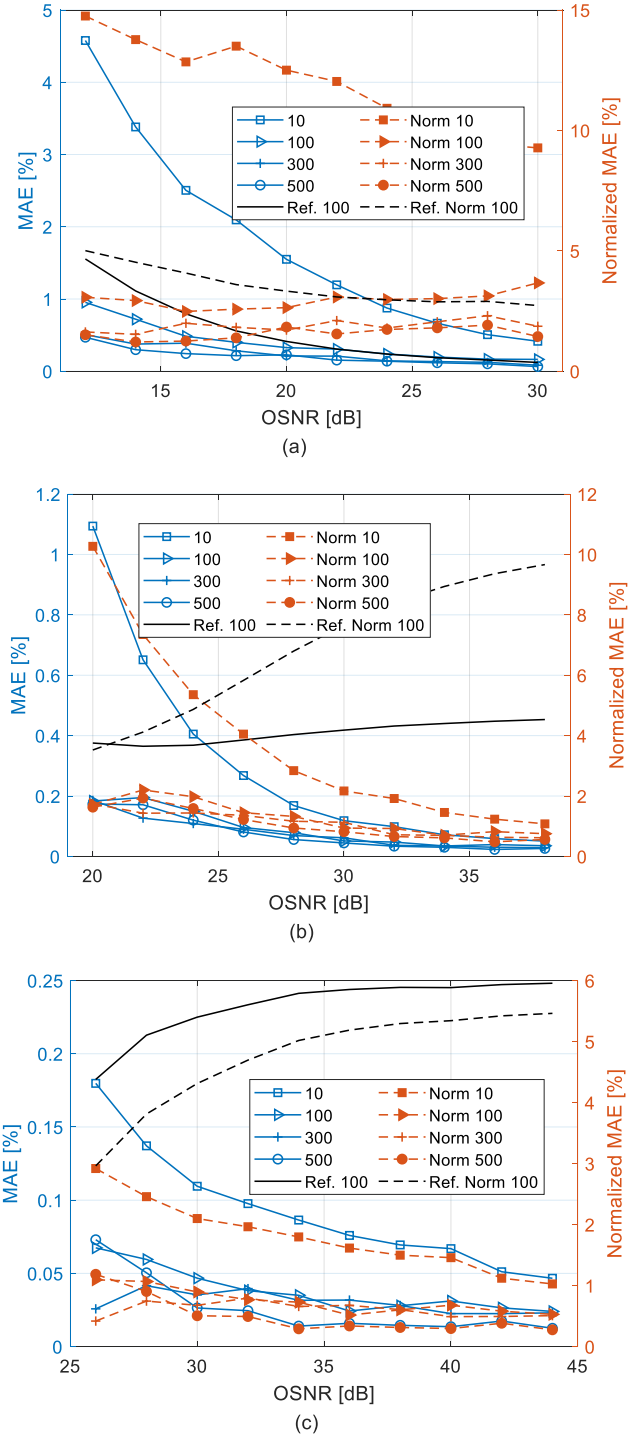 5 15
4
3 10
2
1 5
0 0
MAE [%]
Normalized MAE [%]
10 Norm 10
100 Norm 100
300 Norm 300
500 Norm 500
Ref. 100 Ref. Norm 100
15 20 25 30
OSNR [dB]
(a)
1.2 12
1 10
0.8 8
0.6 6
0.4 4
0.2 2
0 0
MAE [%]
Normalized MAE [%]
10 Norm 10
100 Norm 100
300 Norm 300
500 Norm 500
Ref. 100 Ref. Norm 100
20 25 30 35
OSNR [dB]
(b)
0.25 6
5
0.2
4
0.15
3
0.1
2
0.05 1
0 0
MAE [%]
Normalized MAE [%]
10 Norm 10
100 Norm 100
300 Norm 300
500 Norm 500
Ref. 100 Ref. Norm 100
25 30 35 40 45
OSNR [dB]
(c)